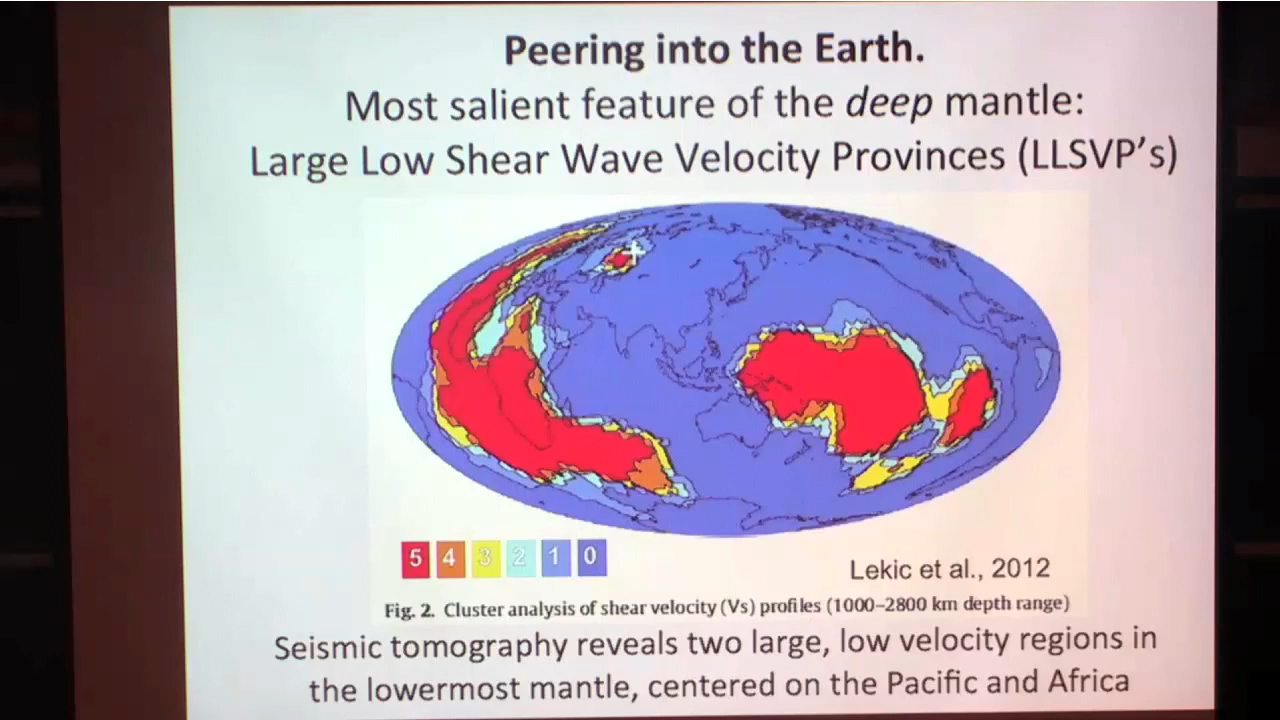 Peering into the Earth.
Most salient feature of the deep mantle:
Large Low Shear Wave Velocity Provinces (LLSVP's)
5 4 3 2 1 0
Lekic et al., 2012
Fig. 2. Cluster analysis of shear velocity (Vs) profiles (1000–2800 km depth range)
Seismic tomography reveals two large, low velocity regions in
the lowermost mantle, centered on the Pacific and Africa